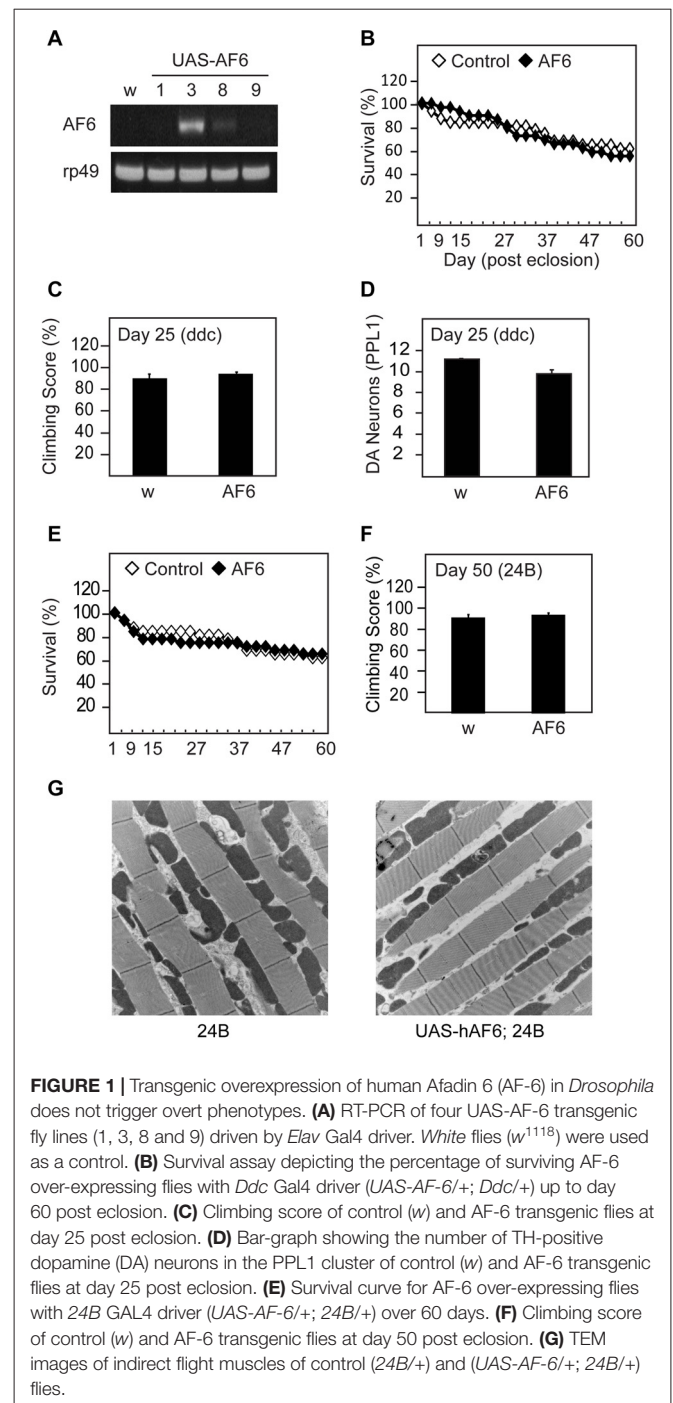 A
UAS-AF6
w 1 3 8 9
AF6
rp49
B
Control AF6
Survival (%)
120
100
80
60
40
20
1 9 15 27 37 47 60
Day (post eclosion)
C
Day 25 (ddc)
Climbing Score (%)
120
100
80
60
40
20
w AF6
D
Day 25 (ddc)
DA Neurons (PPL1)
12
10
8
6
4
2
w AF6
E
Control AF6
Survival (%)
120
100
80
60
40
20
1 9 15 27 37 47 60
F
Day 50 (24B)
Climbing Score (%)
120
100
80
60
40
20
w AF6
G
24B
UAS-hAF6; 24B
FIGURE 1 | Transgenic overexpression of human Afadin 6 (AF-6) in Drosophila
does not trigger overt phenotypes. (A) RT-PCR of four UAS-AF-6 transgenic
fly lines (1, 3, 8 and 9) driven by Elav Gal4 driver. White flies (w¹¹¹⁸) were used
as a control. (B) Survival assay depicting the percentage of surviving AF-6
over-expressing flies with Ddc Gal4 driver (UAS-AF-6/+; Ddc/+) up to day
60 post eclosion. (C) Climbing score of control (w) and AF-6 transgenic flies at
day 25 post eclosion. (D) Bar-graph showing the number of TH-positive
dopamine (DA) neurons in the PPL1 cluster of control (w) and AF-6 transgenic
flies at day 25 post eclosion. (E) Survival curve for AF-6 over-expressing flies
with 24B GAL4 driver (UAS-AF-6/+; 24B/+) over 60 days. (F) Climbing score
of control (w) and AF-6 transgenic flies at day 50 post eclosion. (G) TEM
images of indirect flight muscles of control (24B/+) and (UAS-AF-6/+; 24B/+)
flies.